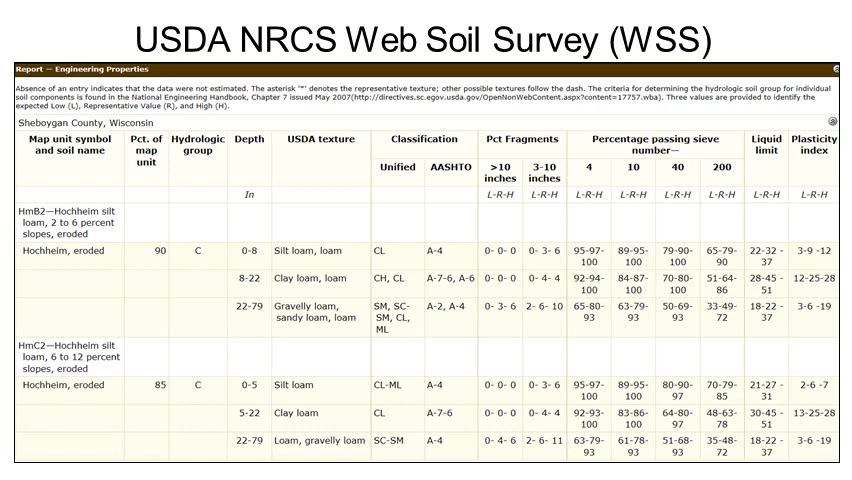 USDA NRCS Web Soil Survey (WSS)
Report — Engineering Properties
Absence of an entry indicates that the data were not estimated. The asterisk '*' denotes the representative texture; other possible textures follow the dash. The criteria for determining the hydrologic soil group for individual
soil components is found in the National Engineering Handbook, Chapter 7 issued May 2007(http://directives.sc.egov.usda.gov/OpenNonWebContent.aspx?content=17757.wba). Three values are provided to identify the
expected Low (L), Representative Value (R), and High (H).
Sheboygan County, Wisconsin
Map unit symbol and soil name Pct. of map unit Hydrologic group Depth USDA texture Classification Pct Fragments Percentage passing sieve number— Liquid limit Plasticity index
Unified AASHTO >10 inches 3-10 inches 4 10 40 200
In L-R-H L-R-H L-R-H L-R-H L-R-H L-R-H L-R-H L-R-H
HmB2—Hochheim silt
loam, 2 to 6 percent
slopes, eroded
Hochheim, eroded 90 C 0-8 Silt loam, loam CL A-4 0- 0- 0 0- 3- 6 95-97-100 89-95-100 79-90-100 65-79-90 22-32 -37 3-9 -12
8-22 Clay loam, loam CH, CL A-7-6, A-6 0- 0- 0 0- 4- 4 92-94-100 84-87-100 70-80-100 51-64-86 28-45 -51 12-25-28
22-79 Gravelly loam, sandy loam, loam SM, SC-SM, CL, ML A-2, A-4 0- 3- 6 2- 6- 10 65-80-93 63-79-93 50-69-93 33-49-72 18-22 -37 3-6 -19
HmC2—Hochheim silt
loam, 6 to 12 percent
slopes, eroded
Hochheim, eroded 85 C 0-5 Silt loam CL-ML A-4 0- 0- 0 0- 3- 6 95-97-100 89-95-100 80-90-97 70-79-85 21-27 -31 2-6 -7
5-22 Clay loam CL A-7-6 0- 0- 0 0- 4- 4 92-93-100 83-86-100 64-80-97 48-63-78 30-45 -51 13-25-28
22-79 Loam, gravelly loam SC-SM A-4 0- 4- 6 2- 6- 11 63-79-93 61-78-93 51-68-93 35-48-72 18-22 -37 3-6 -19